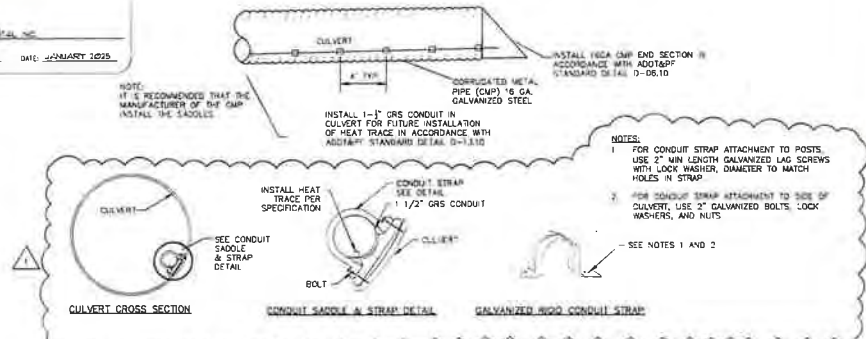 DATE: JANUARY 2025
NOTE:
IT IS RECOMMENDED THAT THE
MANUFACTURER OF THE CMP
INSTALL THE SADDLES
CULVERT
4' TYP
INSTALL 1-½" GRS CONDUIT IN
CULVERT FOR FUTURE INSTALLATION
OF HEAT TRACE IN ACCORDANCE WITH
ADOT&PF STANDARD DETAIL D-13.10
CORRUGATED METAL
PIPE (CMP) 16 GA.
GALVANIZED STEEL
INSTALL 16GA CMP END SECTION IN
ACCORDANCE WITH ADOT&PF
STANDARD DETAIL D-06.10
1
CULVERT
SEE CONDUIT
SADDLE
& STRAP
DETAIL
CULVERT CROSS SECTION
INSTALL HEAT
TRACE PER
SPECIFICATION
CONDUIT STRAP
SEE DETAIL
1 1/2" GRS CONDUIT
CULVERT
BOLT
CONDUIT SADDLE & STRAP DETAIL
SEE NOTES 1 AND 2
GALVANIZED RIGID CONDUIT STRAP
NOTES:
1 FOR CONDUIT STRAP ATTACHMENT TO POSTS,
USE 2" MIN LENGTH GALVANIZED LAG SCREWS
WITH LOCK WASHER, DIAMETER TO MATCH
HOLES IN STRAP
2. FOR CONDUIT STRAP ATTACHMENT TO SIDE OF
CULVERT, USE 2" GALVANIZED BOLTS, LOCK
WASHERS, AND NUTS